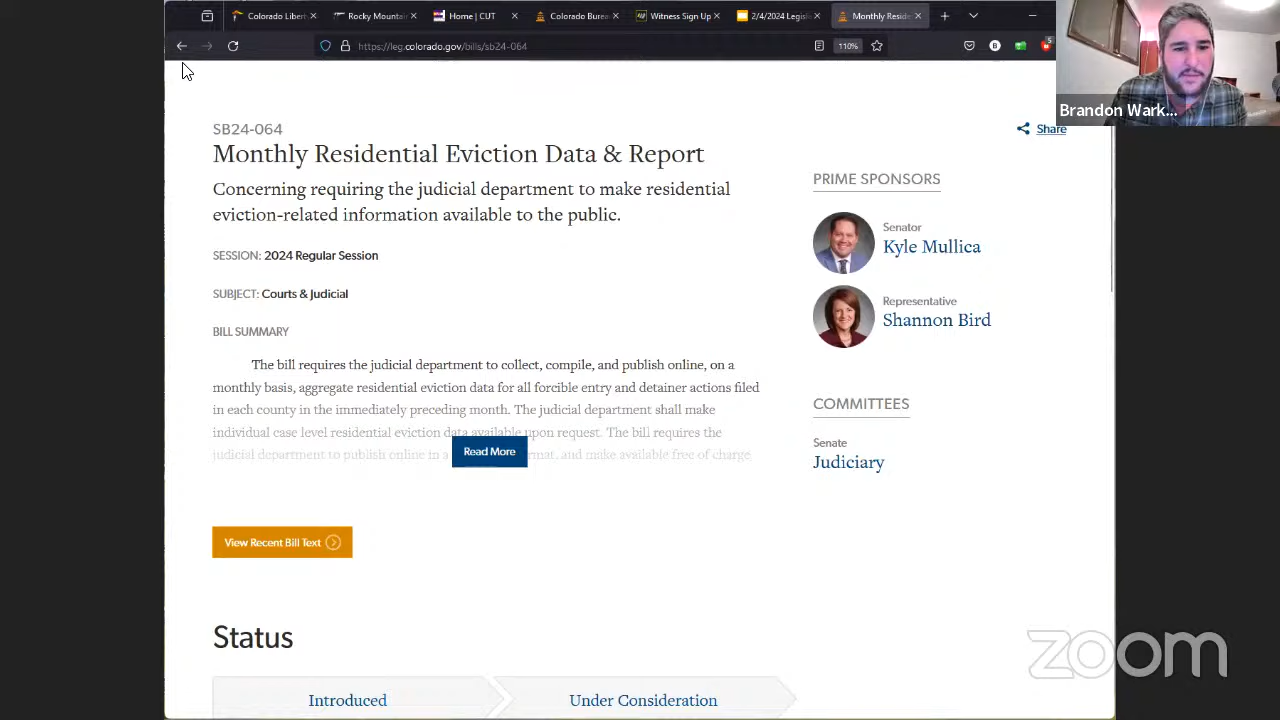 Colorado Libert
Rocky Mountai
Home | CUT
Colorado Burea
Witness Sign Up
2/4/2024 Legisl
Monthly Reside
https://leg.colorado.gov/bills/sb24-064
110%
5
Brandon Wark...
SB24-064
Share
Monthly Residential Eviction Data & Report
Concerning requiring the judicial department to make residential
eviction-related information available to the public.
SESSION: 2024 Regular Session
SUBJECT: Courts & Judicial
BILL SUMMARY
The bill requires the judicial department to collect, compile, and publish online, on a
monthly basis, aggregate residential eviction data for all forcible entry and detainer actions filed
in each county in the immediately preceding month. The judicial department shall make
individual case level residential eviction data available upon request. The bill requires the
judicial department to publish online in a rmat, and make available free of charge
Read More
View Recent Bill Text
PRIME SPONSORS
Senator
Kyle Mullica
Representative
Shannon Bird
COMMITTEES
Senate
Judiciary
Status
Introduced
Under Consideration
zoom